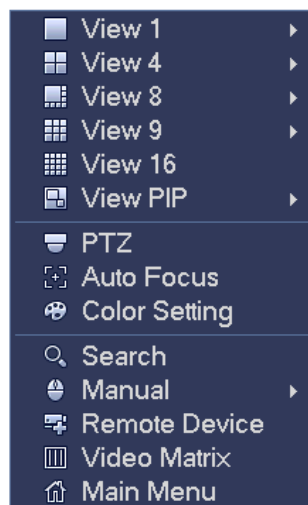 View 1
View 4
View 8
View 9
View 16
View PIP
PTZ
Auto Focus
Color Setting
Search
Manual
Remote Device
Video Matrix
Main Menu